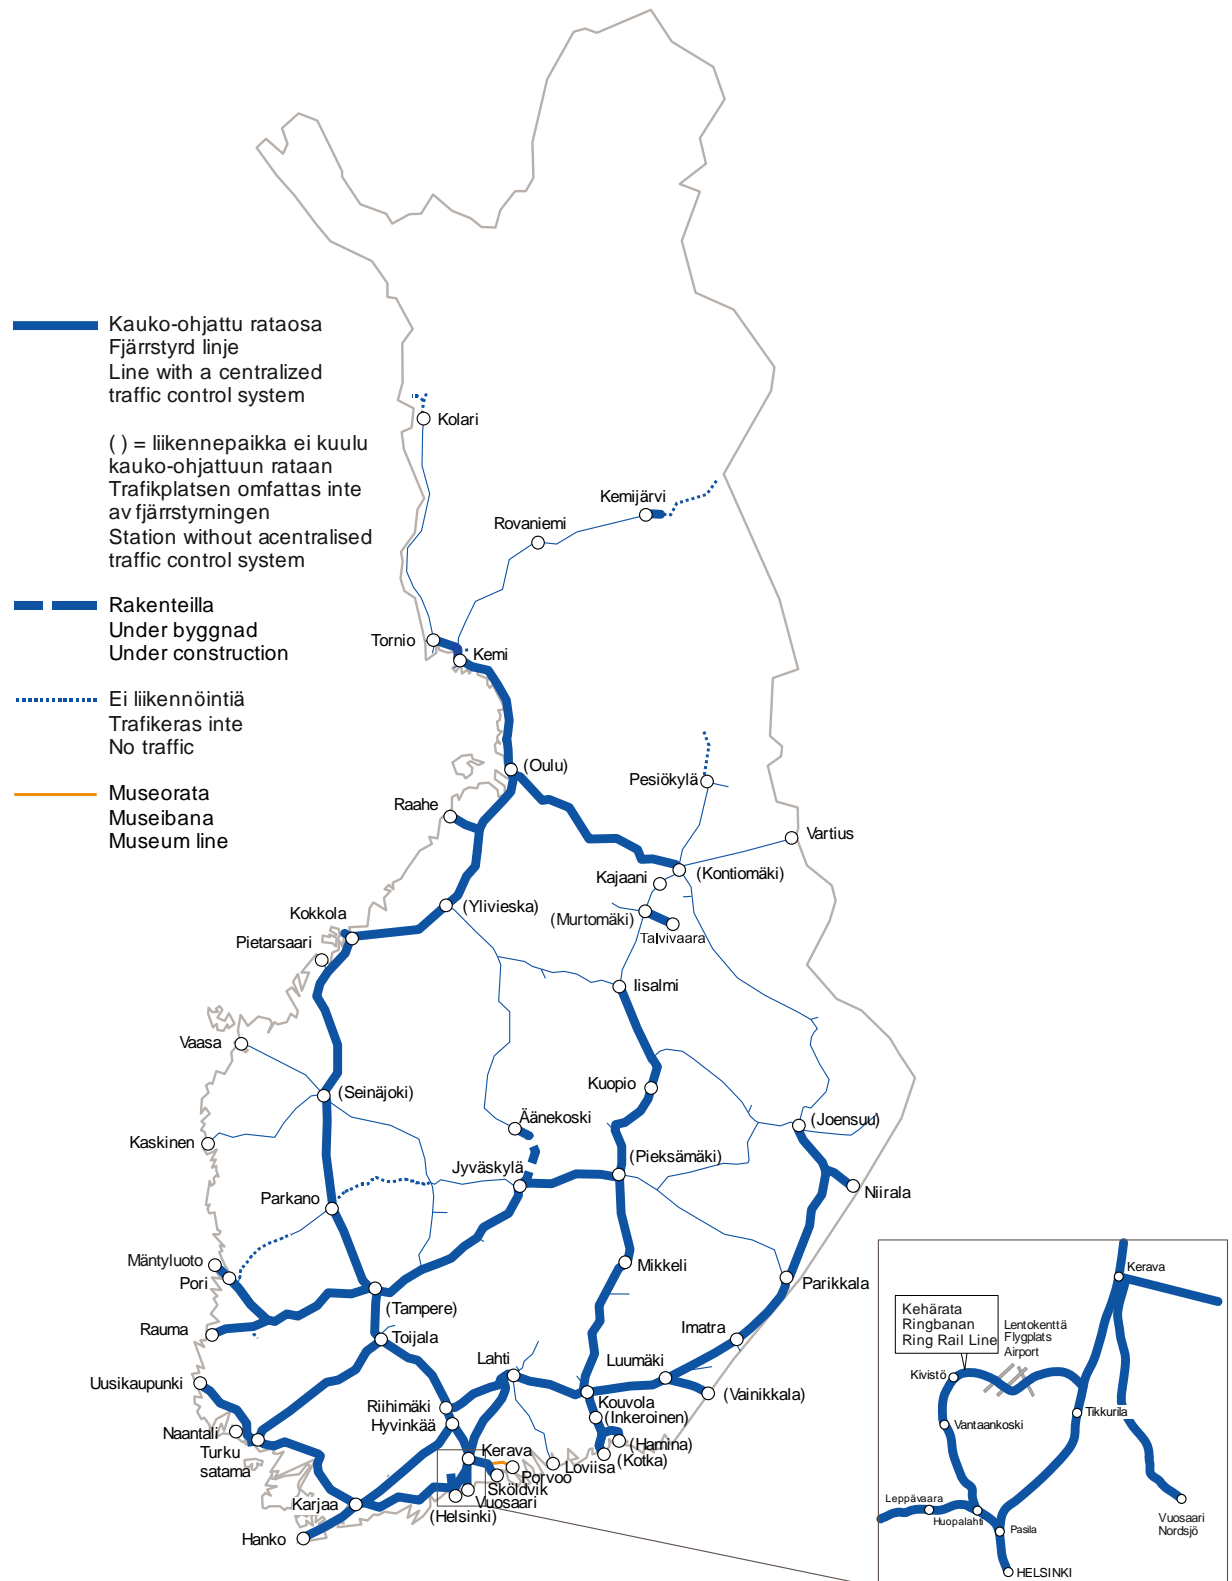 Kauko-ohjattu rataosa
Fjärrstyrd linje
Line with a centralized
traffic control system
( ) = liikennepaikka ei kuulu
kauko-ohjattuun rataan
Trafikplatsen omfattas inte
av fjärrstyrningen
Station without acentralised
traffic control system
Rakenteilla
Under byggnad
Under construction
Ei liikennöintiä
Trafikeras inte
No traffic
Museorata
Museibana
Museum line
Kolari
Kemijärvi
Rovaniemi
Tornio
Kemi
(Oulu)
Pesiökylä
Raahe
Vartius
(Kontiomäki)
Kajaani
(Ylivieska)
(Murtomäki)
Talvivaara
Kokkola
Pietarsaari
Iisalmi
Vaasa
Kuopio
(Seinäjoki)
Äänekoski
(Joensuu)
Kaskinen
(Pieksämäki)
Jyväskylä
Niirala
Parkano
Mäntyluoto
Pori
Mikkeli
Parikkala
(Tampere)
Rauma
Toijala
Imatra
Lahti
Luumäki
Uusikaupunki
(Vainikkala)
Riihimäki
Kouvola
Hyvinkää
(Inkeroinen)
Naantali
(Hamina)
Turku
satama
Kerava
(Kotka)
Loviisa
Porvoo
Sköldvik
Vuosaari
Karjaa
(Helsinki)
Hanko
Kerava
Kehärata
Ringbanan
Ring Rail Line
Lentokenttä
Flygplats
Airport
Kivistö
Vantaankoski
Tikkurila
Leppävaara
Huopalahti
Pasila
Vuosaari
Nordsjö
HELSINKI